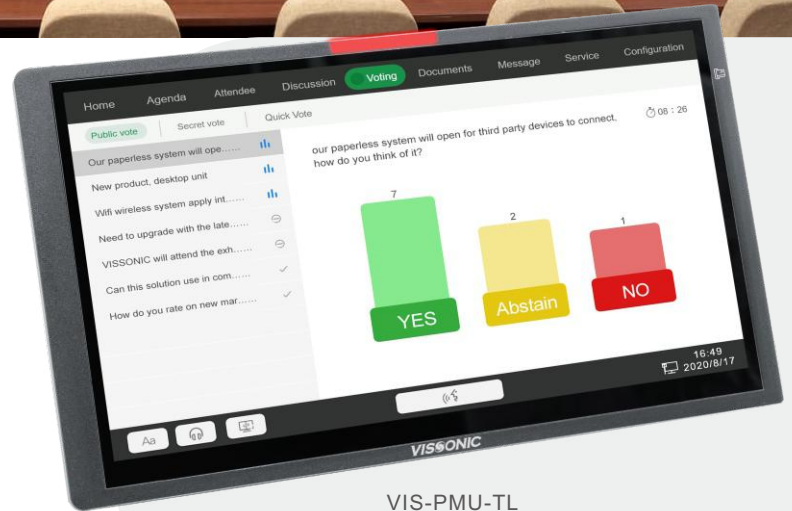 Home Agenda Attendee Discussion Voting Documents Message Service Configuration
Public vote Secret vote Quick Vote
Our paperless system will ope......
New product, desktop unit
Wifi wireless system apply int......
Need to upgrade with the late......
VISSONIC will attend the exh......
Can this solution use in com......
How do you rate on new mar......
our paperless system will open for third party devices to connect.
how do you think of it?
08 : 26
7
2
1
YES
Abstain
NO
16:49
2020/8/17
Aa
VISSONIC
VIS-PMU-TL